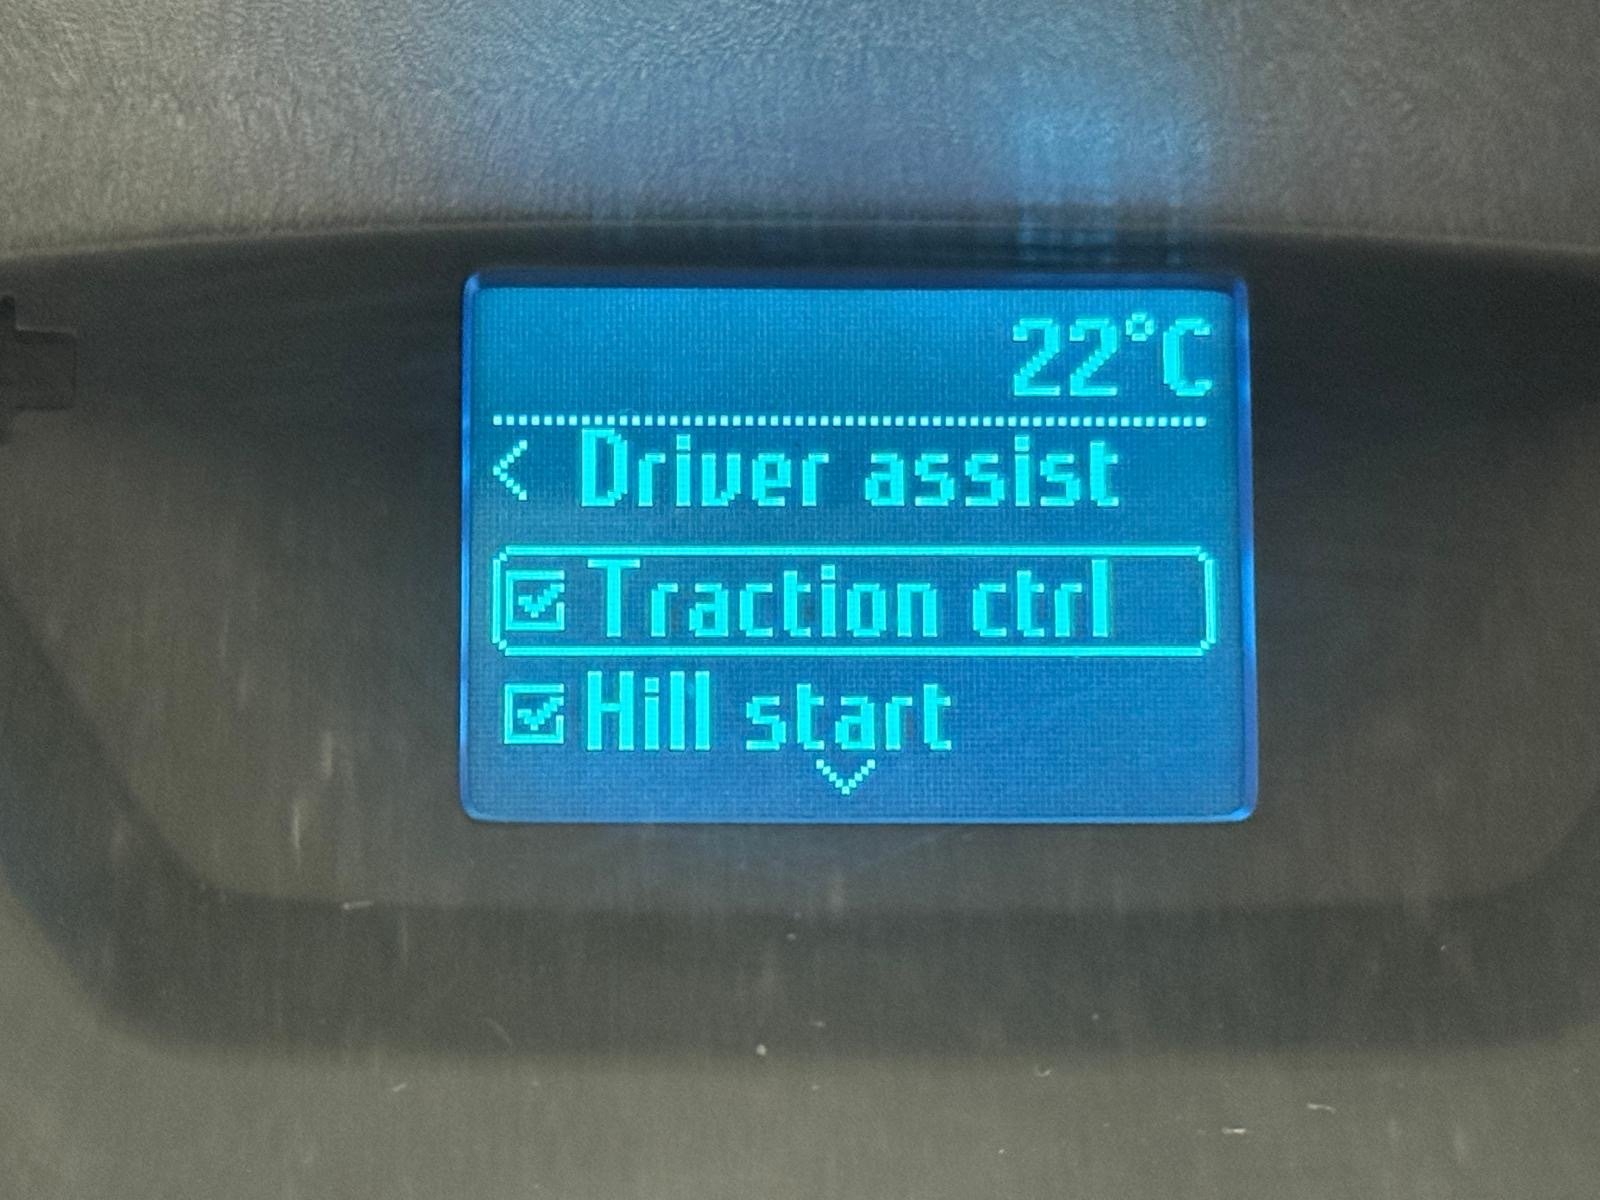 22°C
< Driver assist
Traction ctrl
Hill start